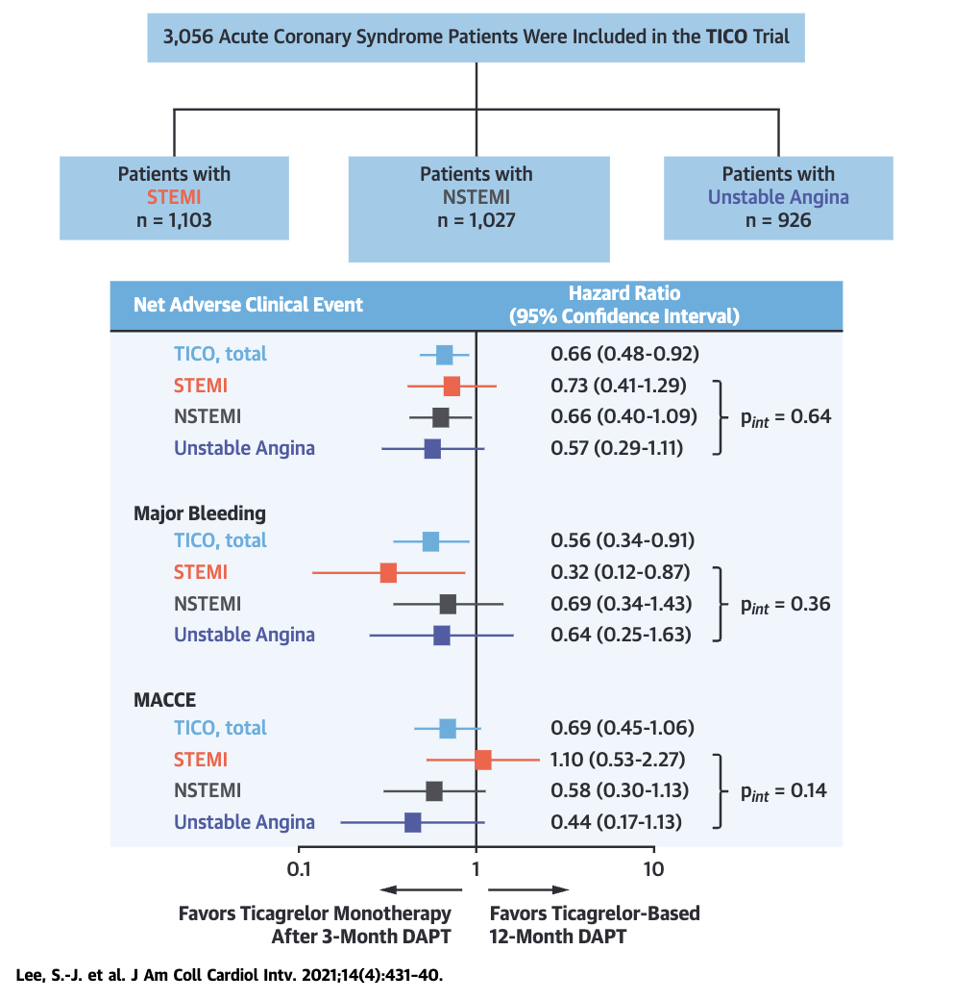 3,056 Acute Coronary Syndrome Patients Were Included in the TICO Trial
Patients with
STEMI
n = 1,103
Patients with
NSTEMI
n = 1,027
Patients with
Unstable Angina
n = 926
Net Adverse Clinical Event
Hazard Ratio
(95% Confidence Interval)
TICO, total 0.66 (0.48-0.92)
STEMI 0.73 (0.41-1.29)
NSTEMI 0.66 (0.40-1.09)
pint = 0.64
Unstable Angina 0.57 (0.29-1.11)
Major Bleeding
TICO, total 0.56 (0.34-0.91)
STEMI 0.32 (0.12-0.87)
NSTEMI 0.69 (0.34-1.43)
pint = 0.36
Unstable Angina 0.64 (0.25-1.63)
MACCE
TICO, total 0.69 (0.45-1.06)
STEMI 1.10 (0.53-2.27)
NSTEMI 0.58 (0.30-1.13)
pint = 0.14
Unstable Angina 0.44 (0.17-1.13)
0.1 1 10
Favors Ticagrelor Monotherapy
After 3-Month DAPT
Favors Ticagrelor-Based
12-Month DAPT
Lee, S.-J. et al. J Am Coll Cardiol Intv. 2021;14(4):431-40.